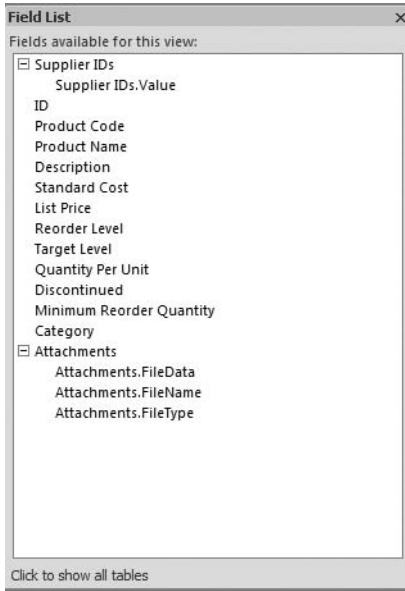 Field List
Fields available for this view:
Supplier IDs
Supplier IDs.Value
ID
Product Code
Product Name
Description
Standard Cost
List Price
Reorder Level
Target Level
Quantity Per Unit
Discontinued
Minimum Reorder Quantity
Category
Attachments
Attachments.FileData
Attachments.FileName
Attachments.FileType
Click to show all tables